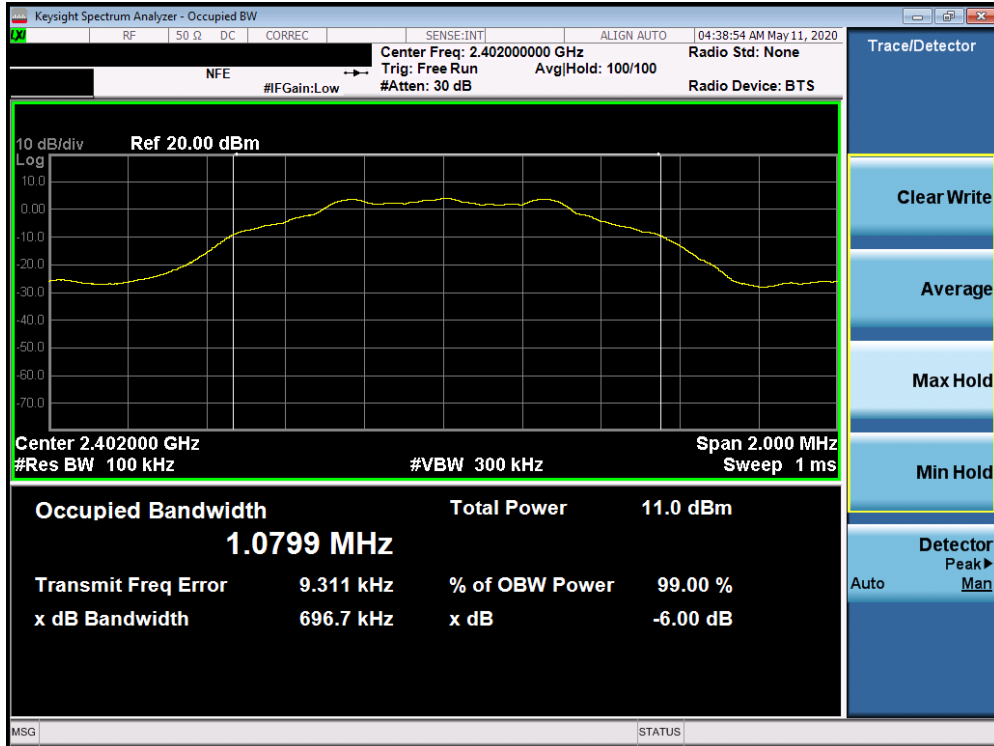 Keysight Spectrum Analyzer - Occupied BW
LXI RF 50 Ω DC CORREC SENSE:INT ALIGN AUTO 04:38:54 AM May 11, 2020
Center Freq: 2.402000000 GHz Radio Std: None
NFE Trig: Free Run Avg|Hold: 100/100
#IFGain:Low #Atten: 30 dB Radio Device: BTS
10 dB/div Ref 20.00 dBm
Log
10.0
0.00
-10.0
-20.0
-30.0
-40.0
-50.0
-60.0
-70.0
Center 2.402000 GHz Span 2.000 MHz
#Res BW 100 kHz #VBW 300 kHz Sweep 1 ms
Occupied Bandwidth Total Power 11.0 dBm
1.0799 MHz
Transmit Freq Error 9.311 kHz % of OBW Power 99.00 %
x dB Bandwidth 696.7 kHz x dB -6.00 dB
MSG STATUS
Trace/Detector
Clear Write
Average
Max Hold
Min Hold
Detector
Peak▶
Auto Man